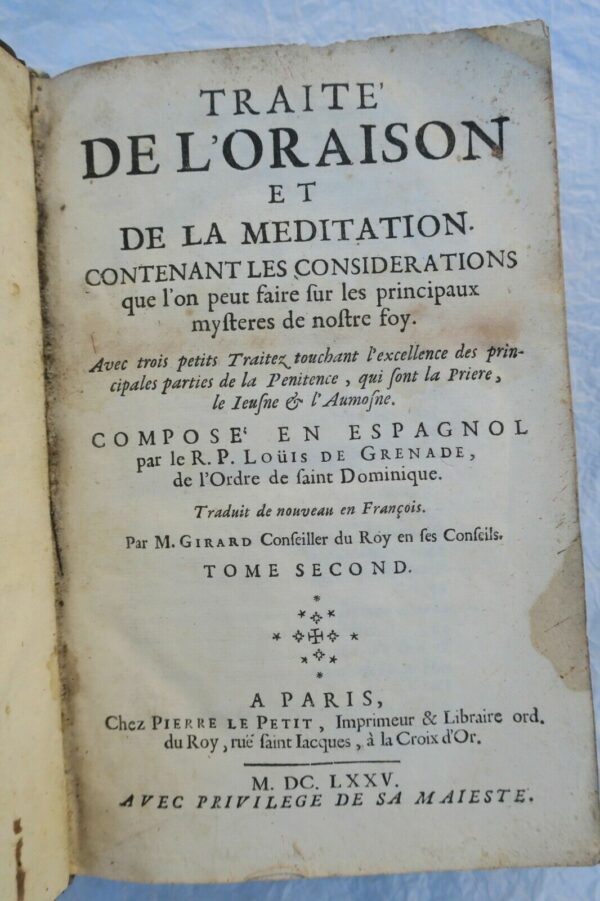 TRAITE'
DE L'ORAISON
ET
DE LA MEDITATION.
CONTENANT LES CONSIDERATIONS
que l'on peut faire ſur les principaux
myſteres de noſtre foy.
Avec trois petits Traitez touchant l'excellence des prin-
cipales parties de la Penitence, qui ſont la Priere,
le Ieuſne & l'Aumoſne.
COMPOSE' EN ESPAGNOL
par le R. P. LOÜIS DE GRENADE,
de l'Ordre de ſaint Dominique.
Traduit de nouveau en François.
Par M. GIRARD Conſeiller du Roy en ſes Conſeils.
TOME SECOND.
A PARIS,
Chez PIERRE LE PETIT, Imprimeur & Libraire ord.
du Roy, ruë ſaint Iacques, à la Croix d'Or.
M. DC. LXXV.
AVEC PRIVILEGE DE SA MAIESTE.